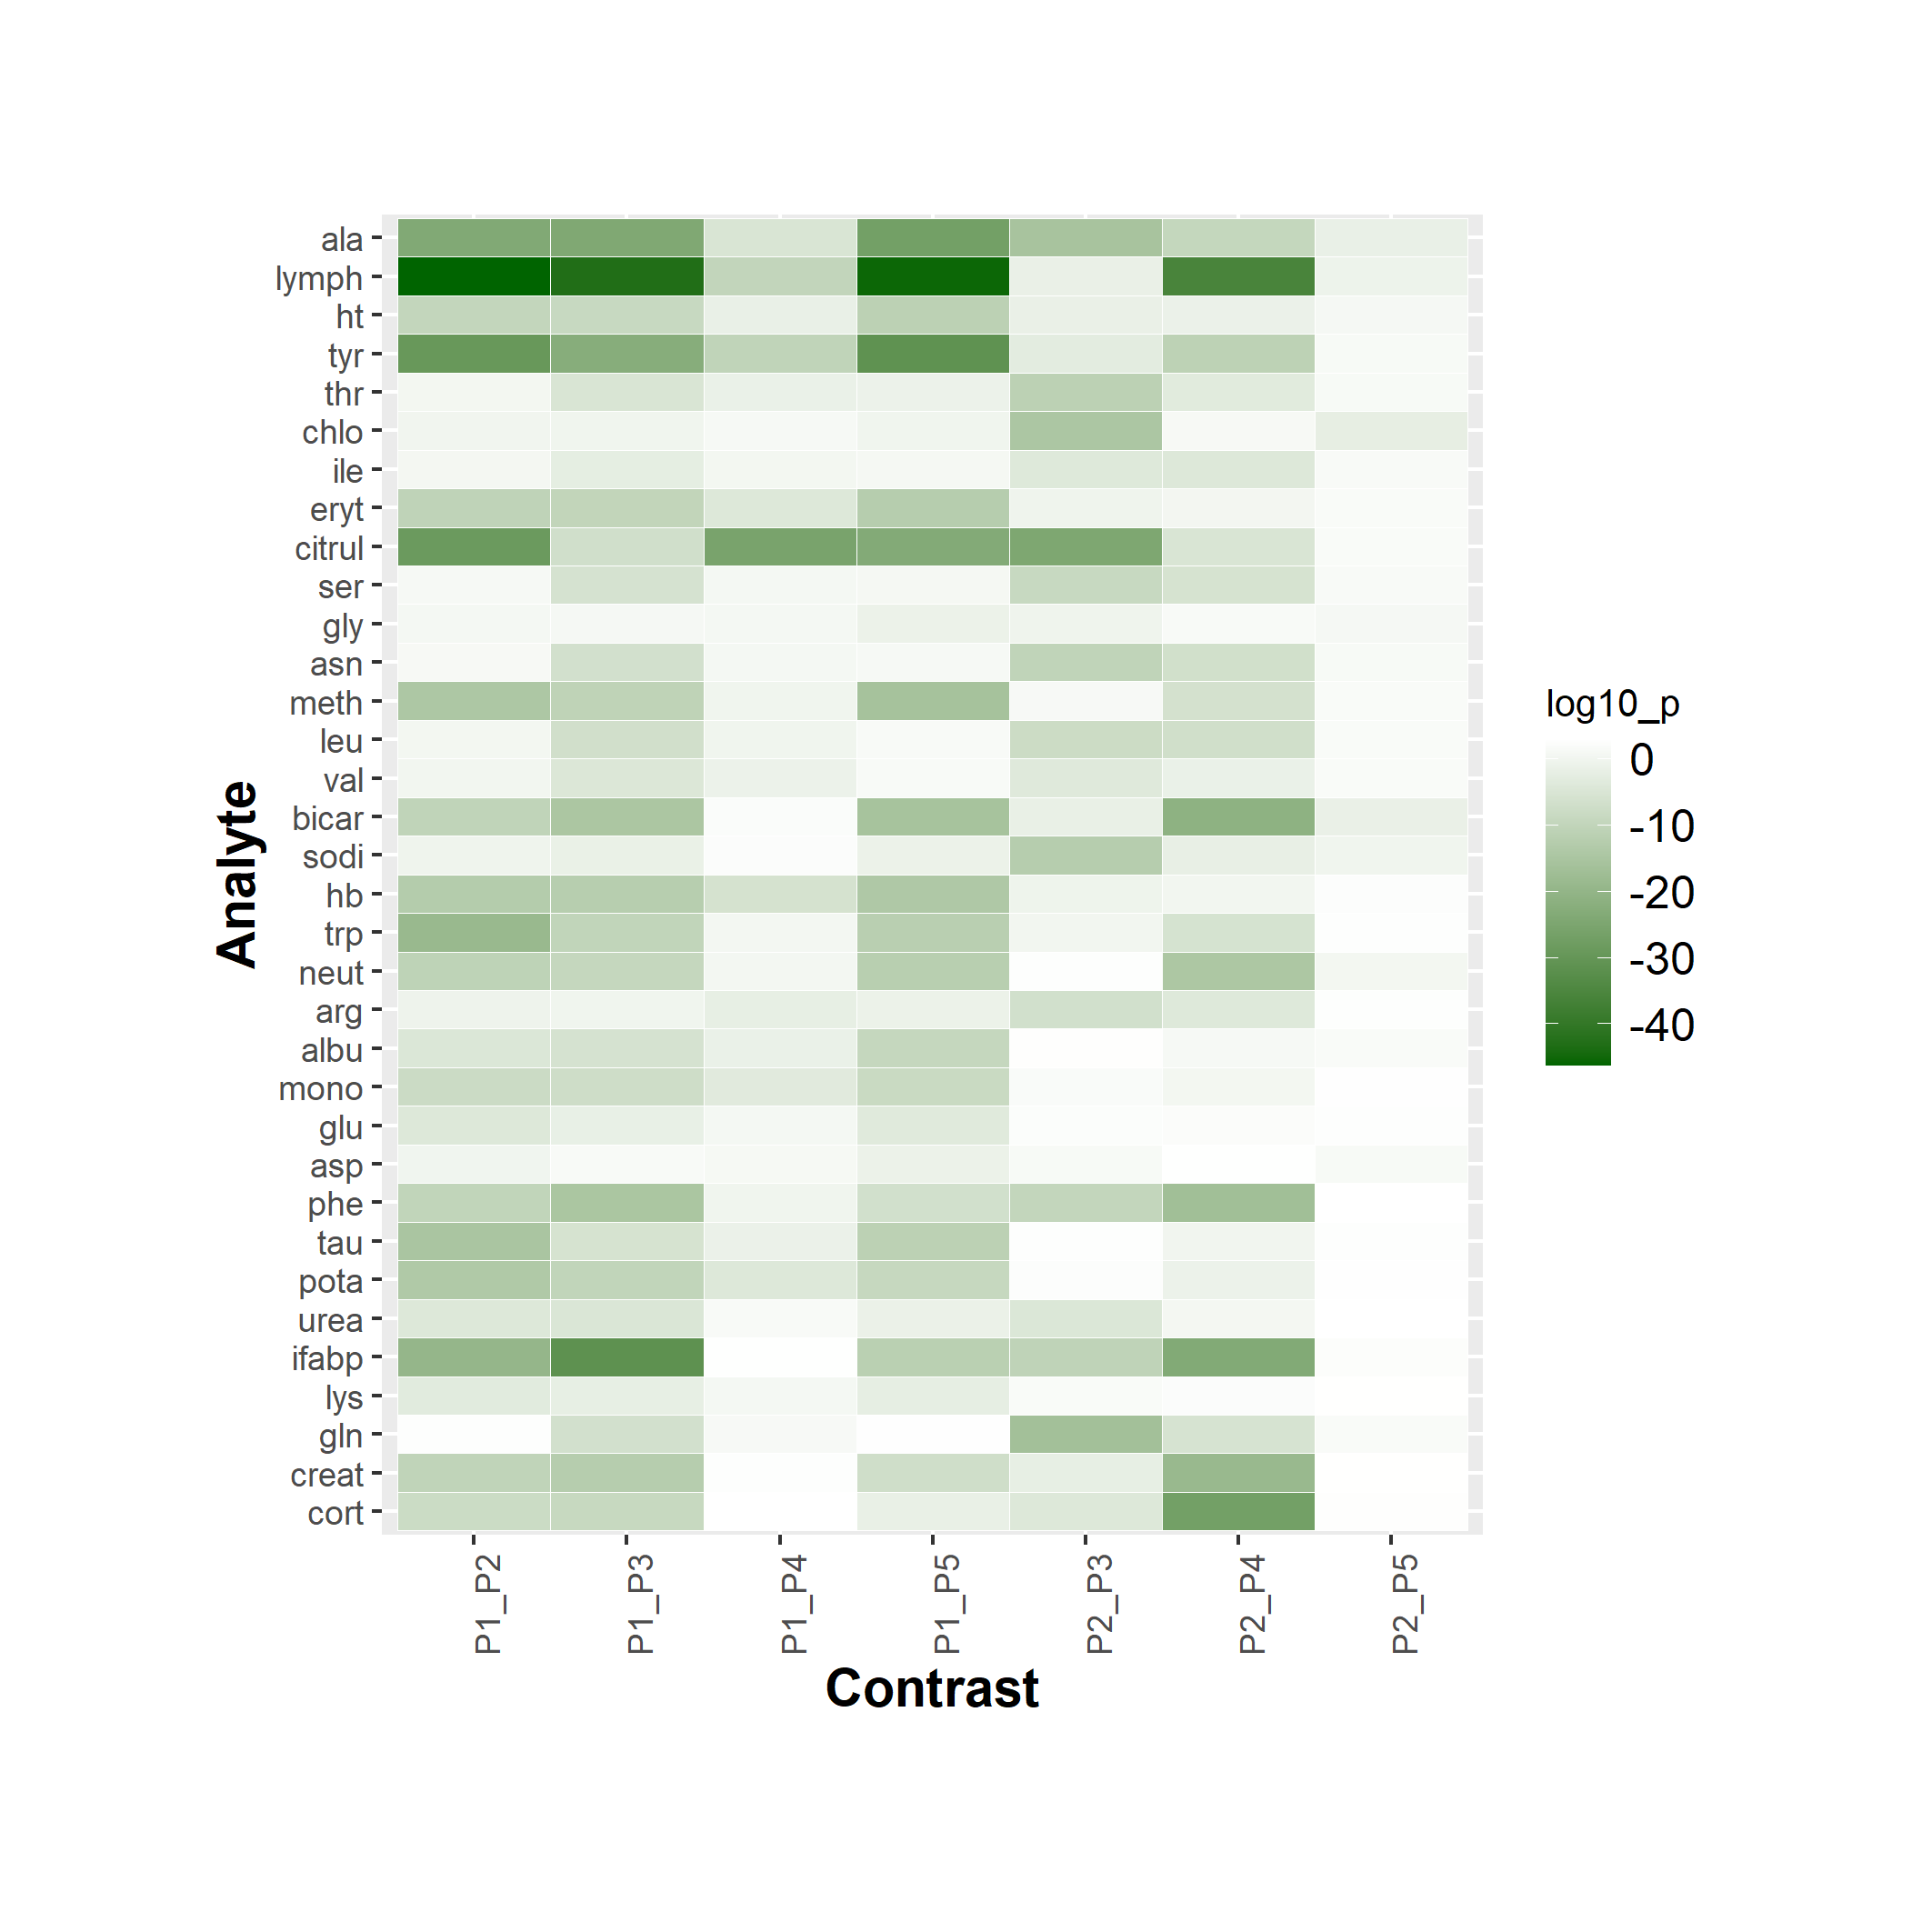 ala
lymph
ht
tyr
thr
chlo
ile
eryt
citrul
ser
gly
asn
meth
leu
val
bicar
sodi
hb
trp
neut
arg
albu
mono
glu
asp
phe
tau
pota
urea
ifabp
lys
gln
creat
cort
Analyte
P1_P2
P1_P3
P1_P4
P1_P5
P2_P3
P2_P4
P2_P5
Contrast
log10_p
0
-10
-20
-30
-40